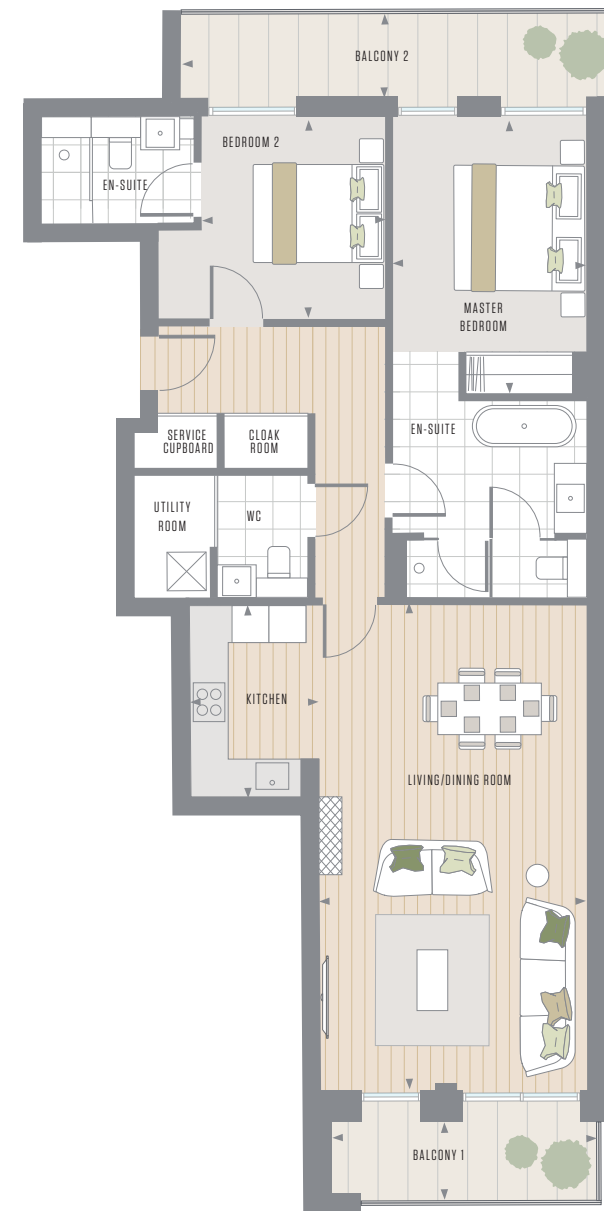 BALCONY 2
BEDROOM 2
EN-SUITE
MASTER
BEDROOM
EN-SUITE
SERVICE
CUPBOARD
CLOAK
ROOM
UTILITY
ROOM
WC
KITCHEN
LIVING/DINING ROOM
BALCONY 1